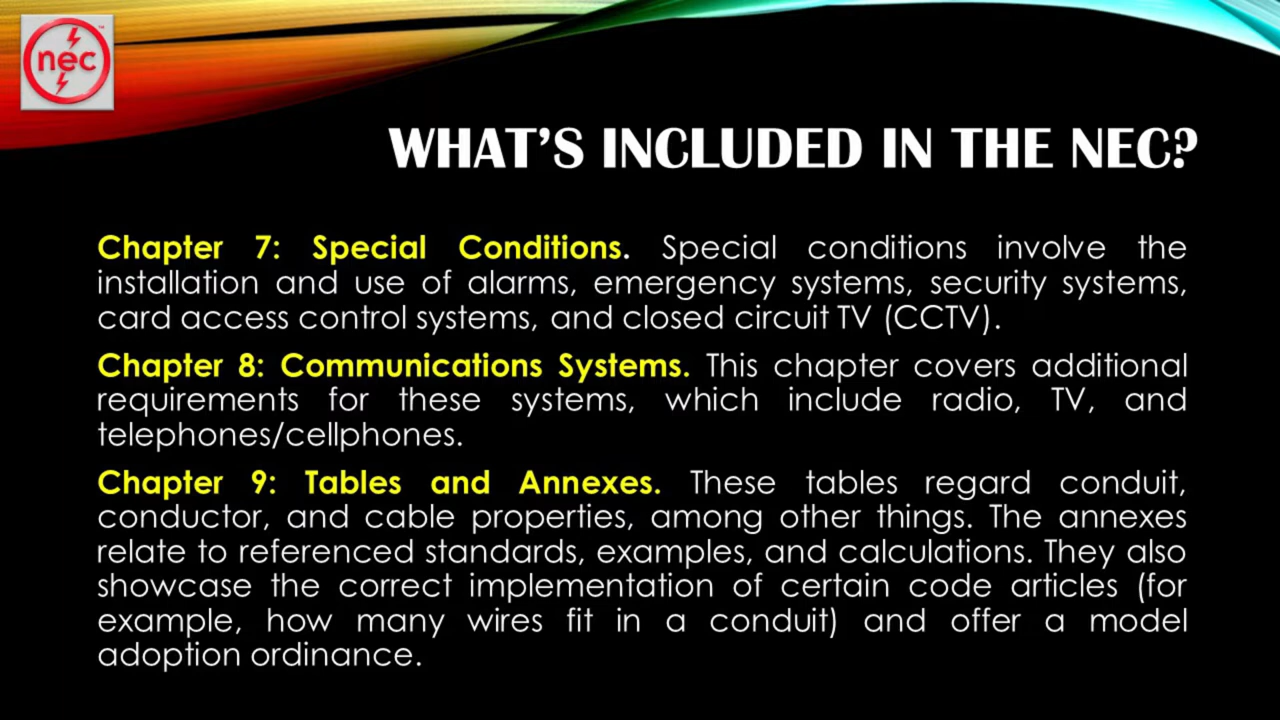 nec
WHAT'S INCLUDED IN THE NEC?
Chapter 7: Special Conditions. Special conditions involve the
installation and use of alarms, emergency systems, security systems,
card access control systems, and closed circuit TV (CCTV).
Chapter 8: Communications Systems. This chapter covers additional
requirements for these systems, which include radio, TV, and
telephones/cellphones.
Chapter 9: Tables and Annexes. These tables regard conduit,
conductor, and cable properties, among other things. The annexes
relate to referenced standards, examples, and calculations. They also
showcase the correct implementation of certain code articles (for
example, how many wires fit in a conduit) and offer a model
adoption ordinance.